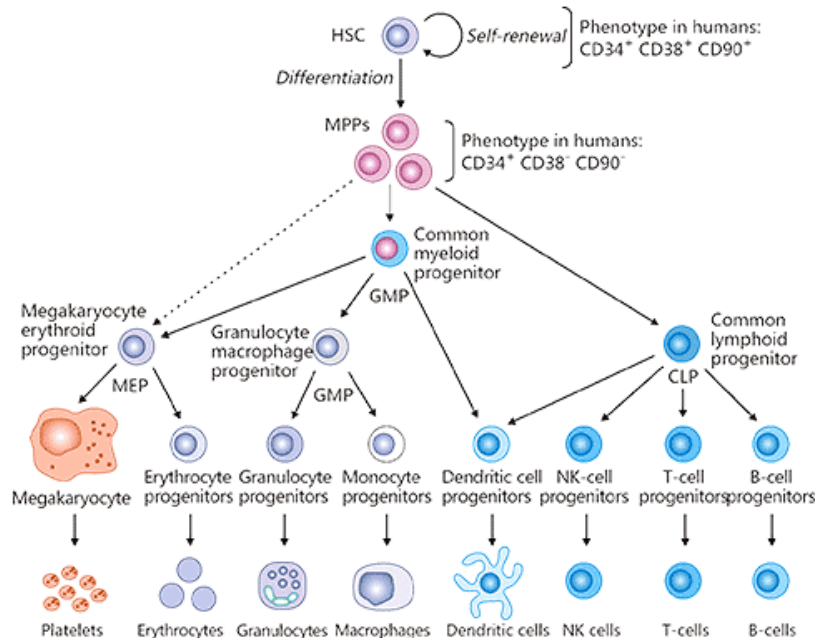 HSC
Self-renewal
Phenotype in humans:
CD34⁺ CD38⁺ CD90⁺
Differentiation
MPPs
Phenotype in humans:
CD34⁺ CD38⁻ CD90⁻
Common
myeloid
progenitor
GMP
Megakaryocyte
erythroid
progenitor
MEP
Granulocyte
macrophage
progenitor
GMP
Common
lymphoid
progenitor
CLP
Megakaryocyte
Erythrocyte
progenitors
Granulocyte
progenitors
Monocyte
progenitors
Dendritic cell
progenitors
NK-cell
progenitors
T-cell
progenitors
B-cell
progenitors
Platelets
Erythrocytes
Granulocytes
Macrophages
Dendritic cells
NK cells
T-cells
B-cells